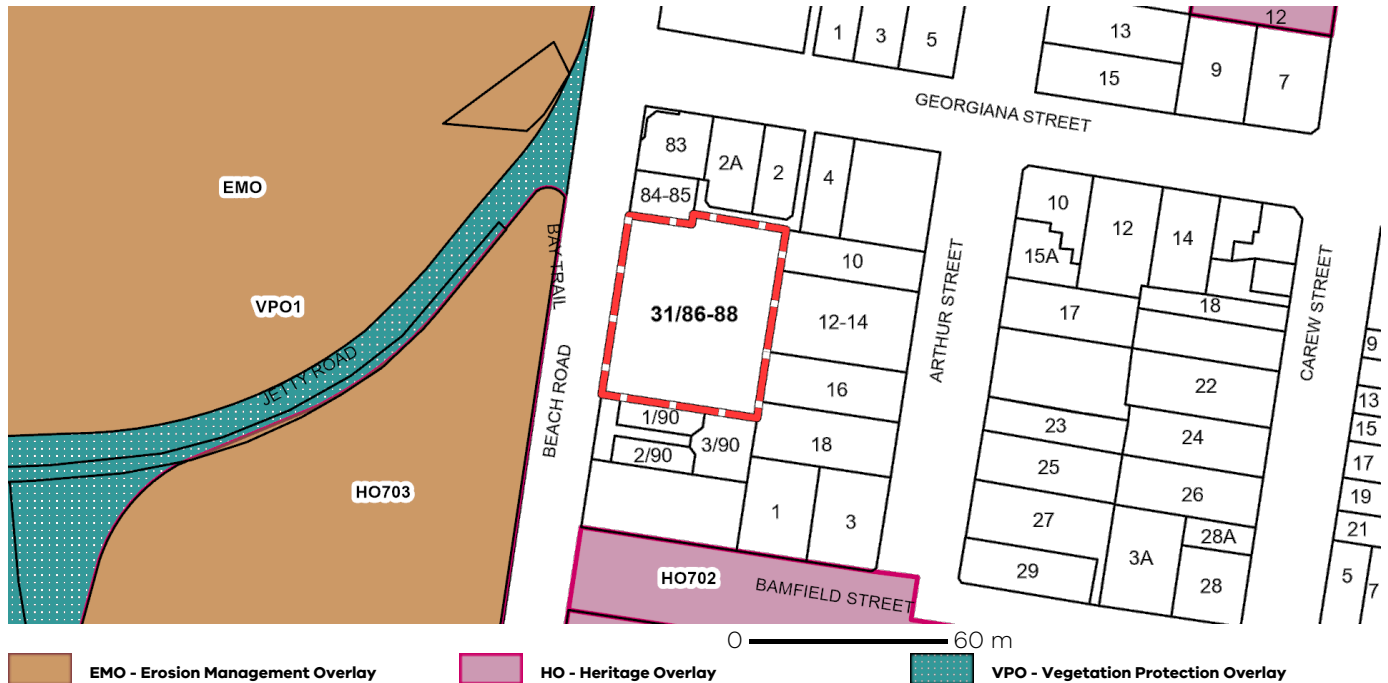 12
1
3
5
13
15
9
7
GEORGIANA STREET
83
2A
2
4
84-85
EMO
10
12
14
15A
BAY TRAIL
10
VPO1
31/86-88
12-14
17
18
ARTHUR STREET
CAREW STREET
9
JETTY ROAD
BEACH ROAD
16
22
13
1/90
3/90
2/90
18
23
24
15
25
17
HO703
26
19
1
3
27
28A
21
3A
29
28
5
7
HO702
BAMFIELD STREET
0 60 m
EMO - Erosion Management Overlay
HO - Heritage Overlay
VPO - Vegetation Protection Overlay